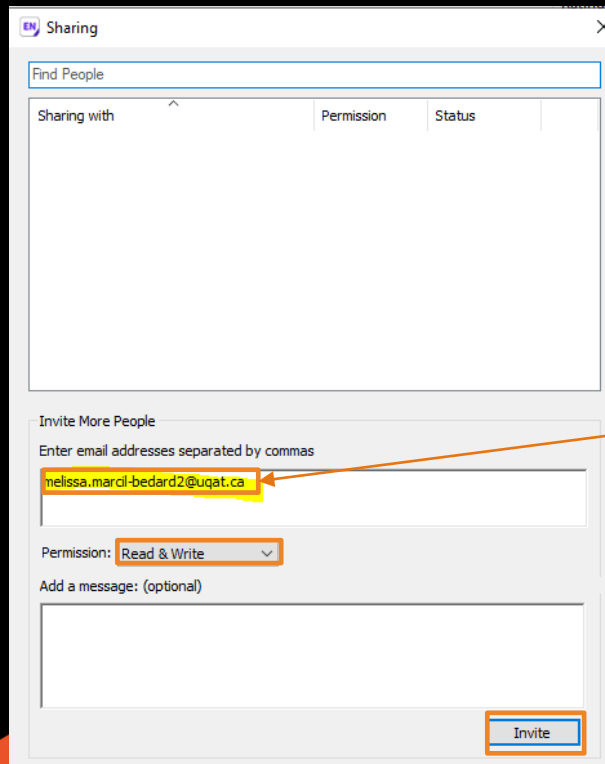 EN Sharing
Find People
Sharing with Permission Status
Invite More People
Enter email addresses separated by commas
melissa.marcil-bedard2@uqat.ca
Permission: Read & Write
Add a message: (optional)
Invite